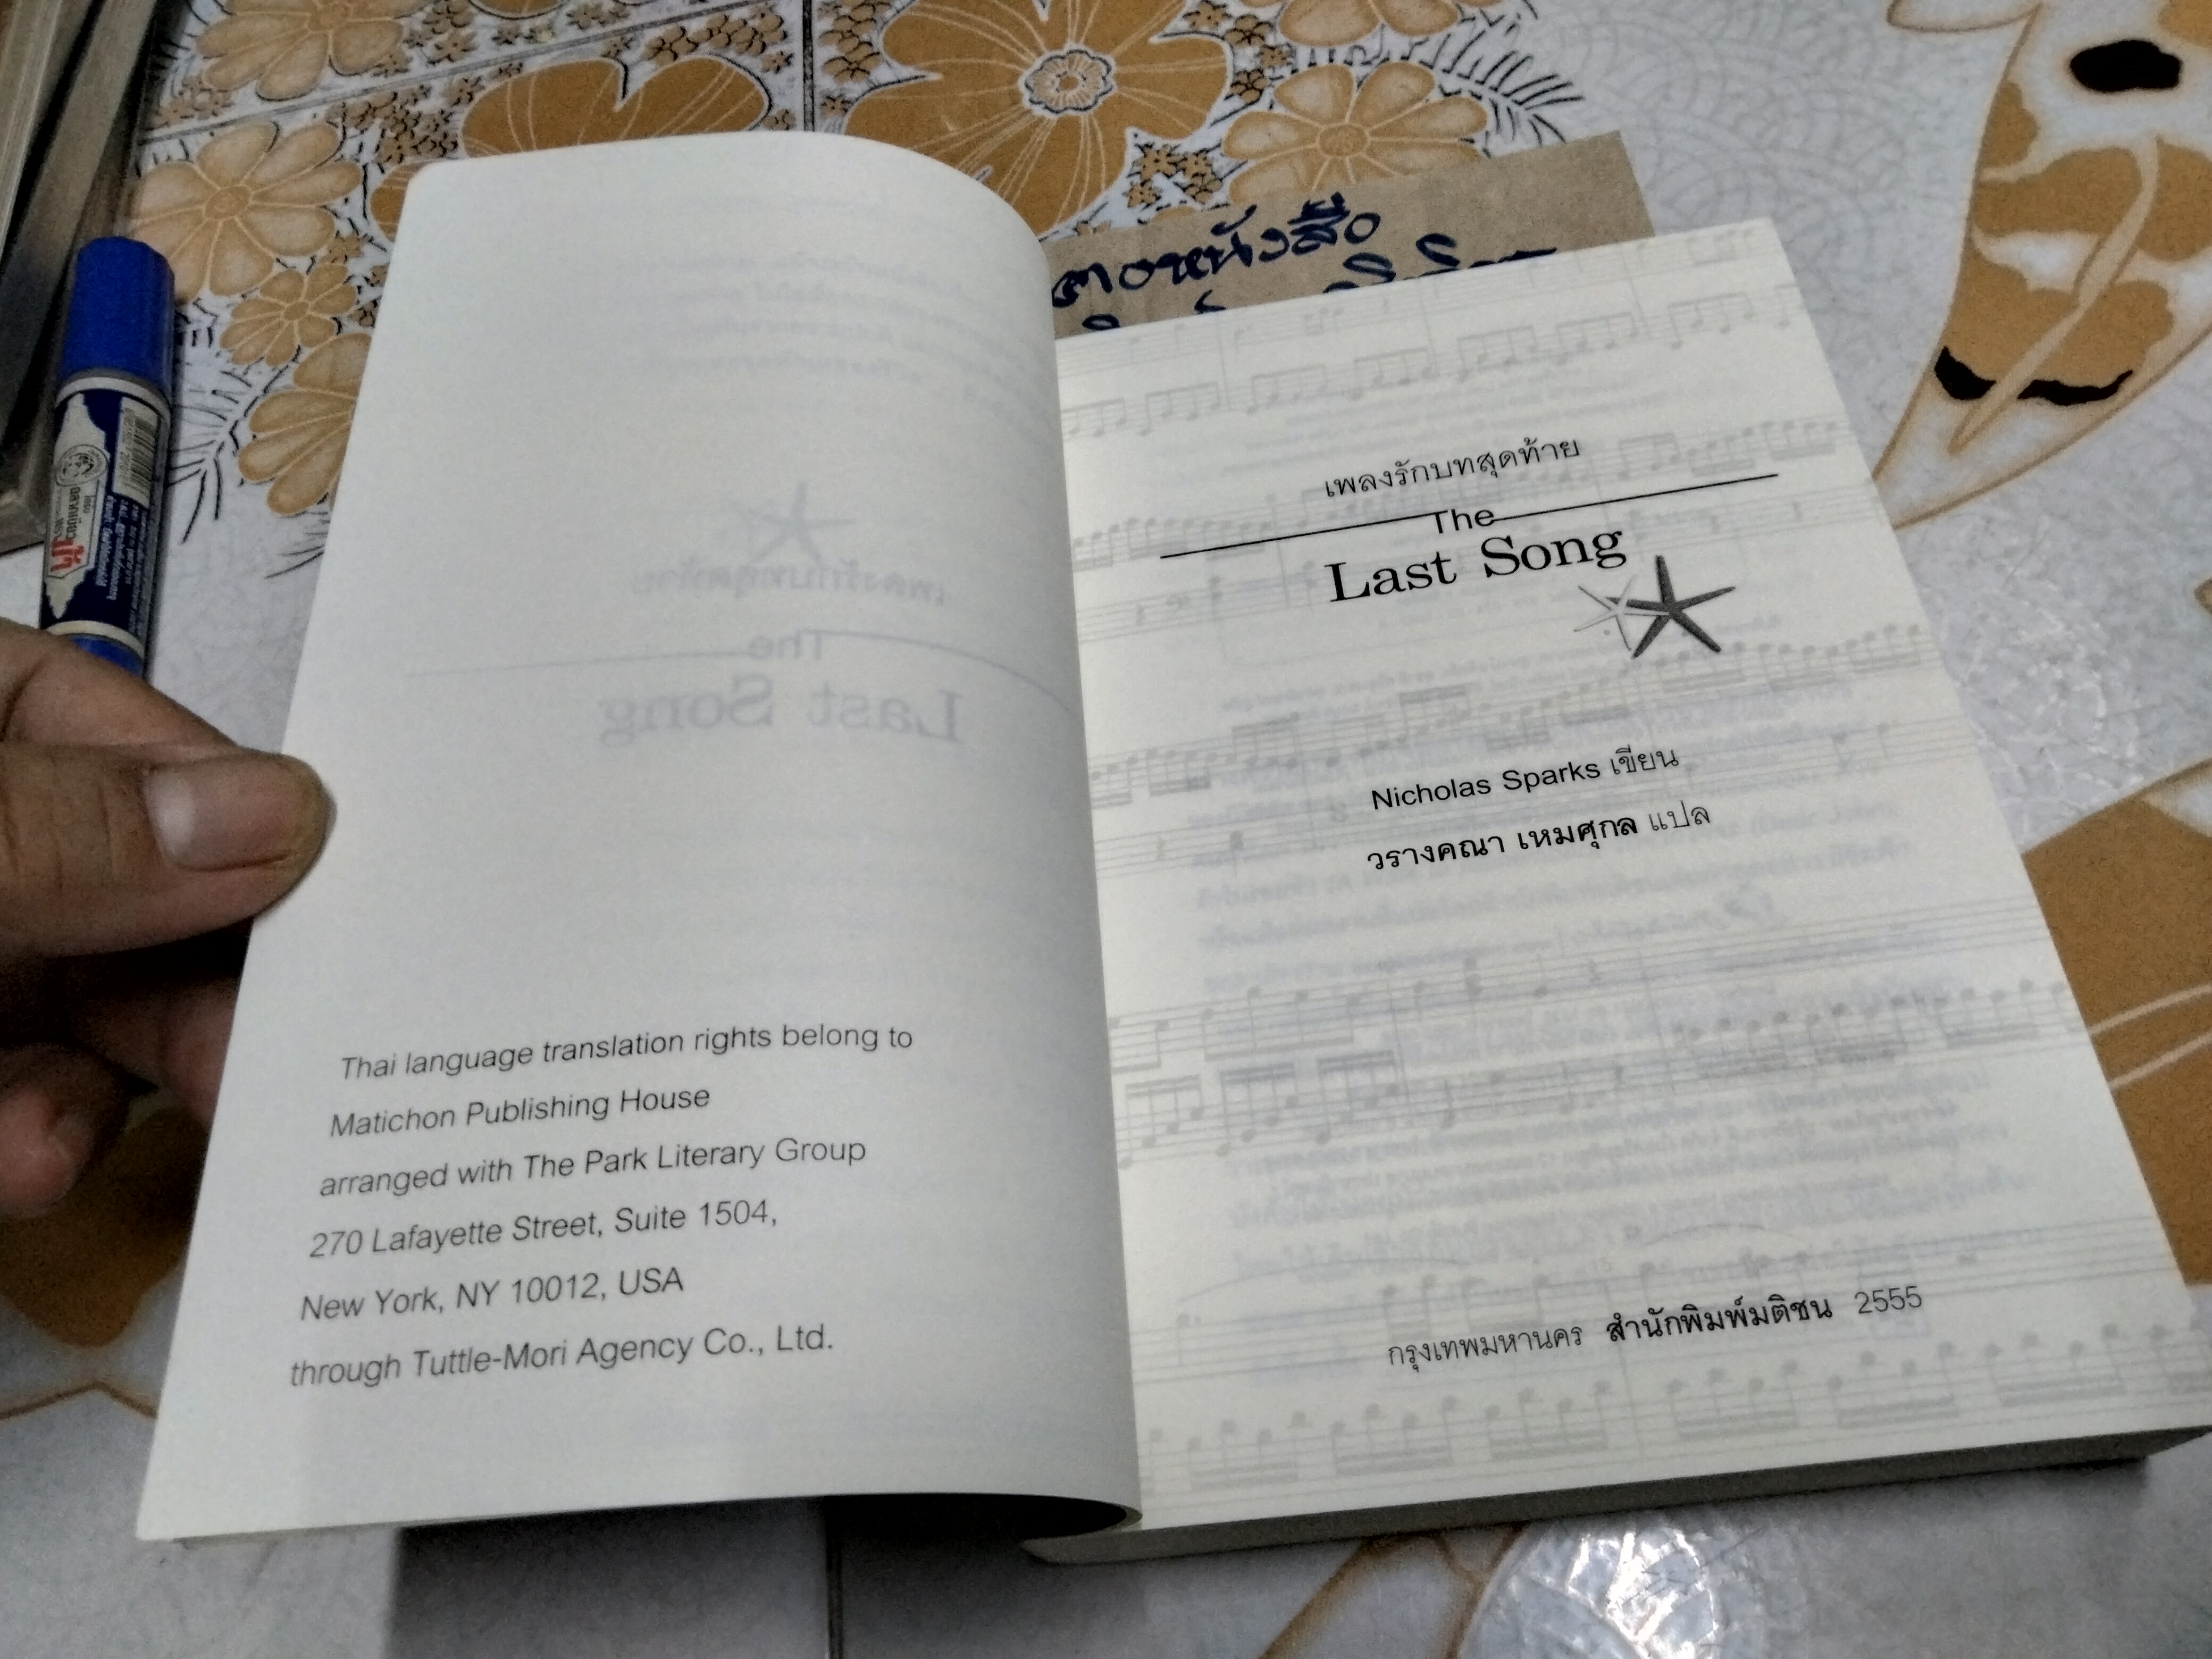 Thai language translation rights belong to
Matichon Publishing House
arranged with The Park Literary Group
270 Lafayette Street, Suite 1504,
New York, NY 10012, USA
through Tuttle-Mori Agency Co., Ltd.
เพลงรักบทสุดท้าย
The
Last Song
Nicholas Sparks เขียน
วรางคณา เหมศุกล แปล
กรุงเทพมหานคร สำนักพิมพ์มติชน 2555